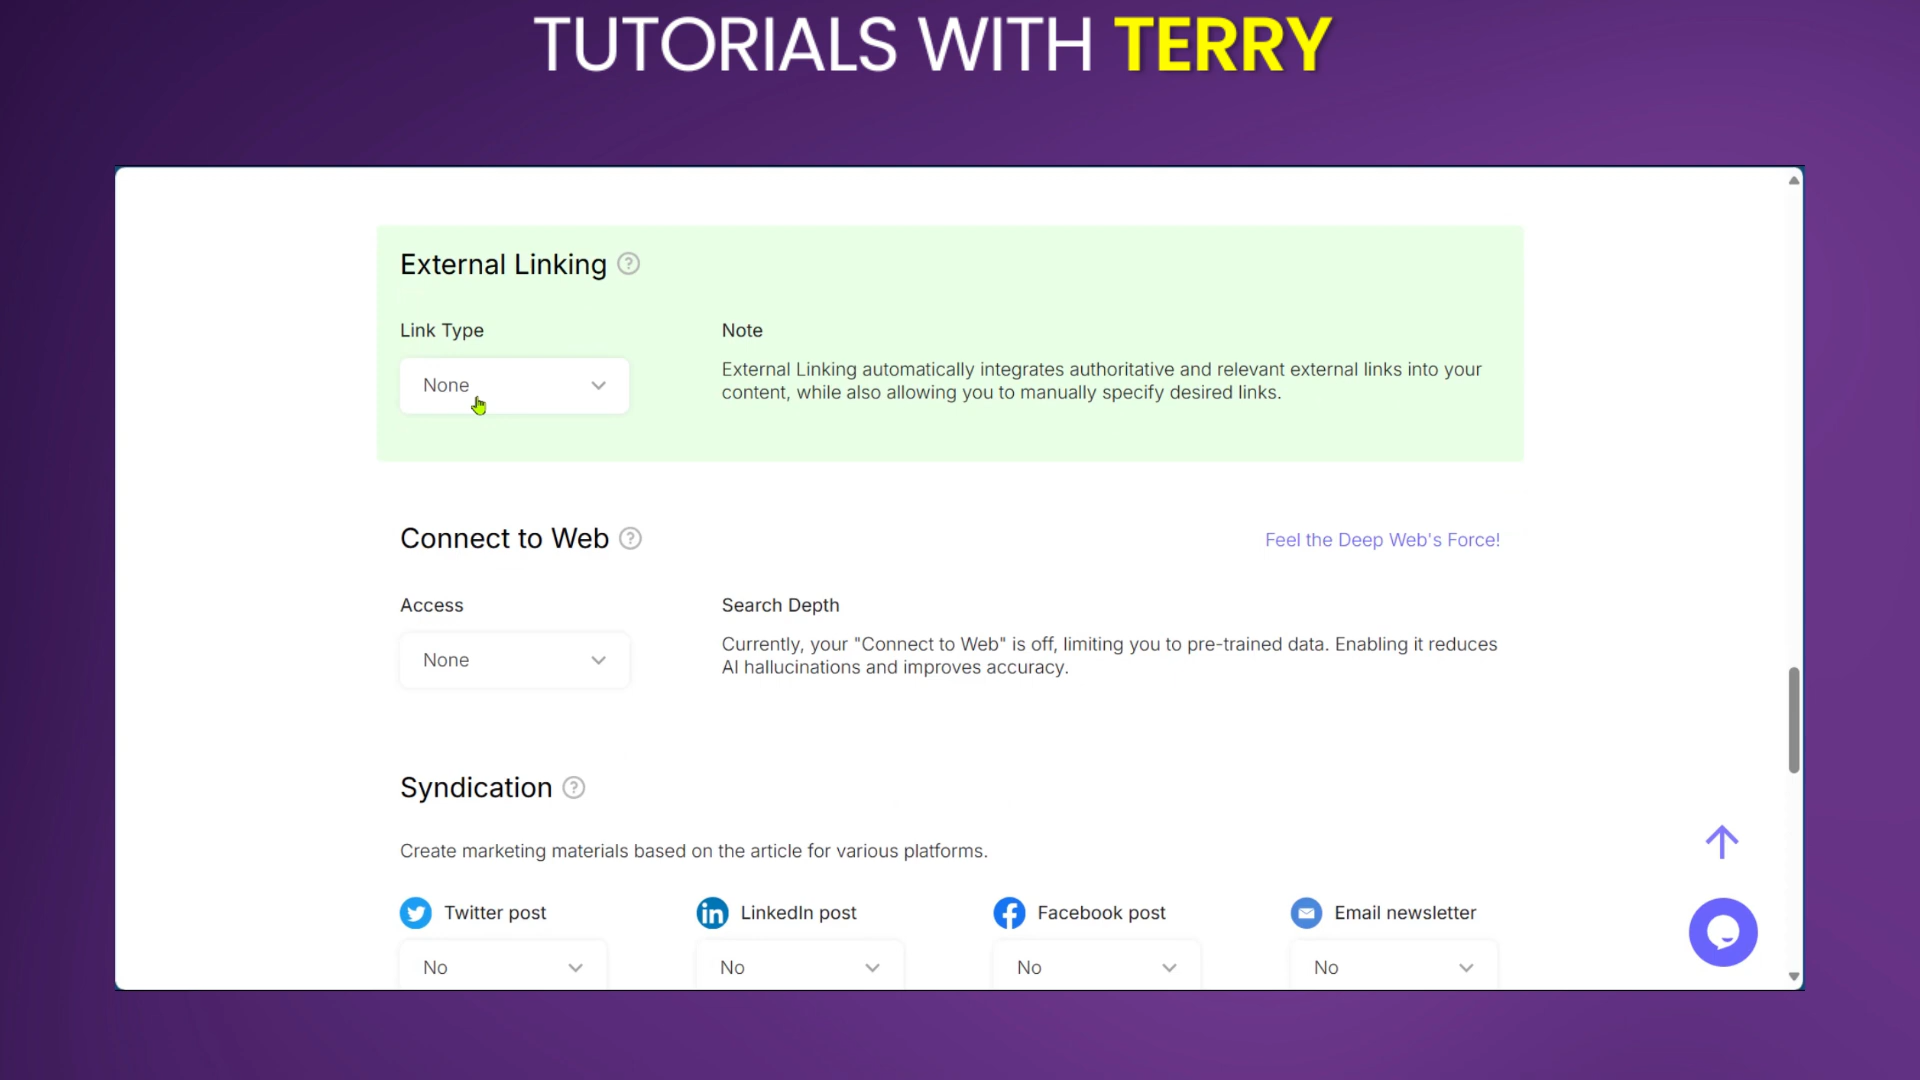 TUTORIALS WITH TERRY
External Linking ?
Link Type
Note
None
External Linking automatically integrates authoritative and relevant external links into your
content, while also allowing you to manually specify desired links.
Connect to Web ?
Feel the Deep Web's Force!
Access
Search Depth
None
Currently, your "Connect to Web" is off, limiting you to pre-trained data. Enabling it reduces
AI hallucinations and improves accuracy.
Syndication ?
Create marketing materials based on the article for various platforms.
Twitter post
LinkedIn post
Facebook post
Email newsletter
No
No
No
No